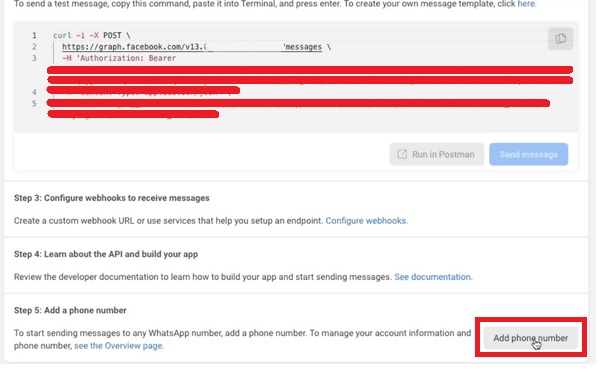 To send a test message, copy this command, paste it into Terminal, and press enter. To create your own message template, click here.
1 curl -i -X POST \
2 https://graph.facebook.com/v13. messages \
3 -H 'Authorization: Bearer
4
5
Run in Postman
Send message
Step 3: Configure webhooks to receive messages
Create a custom webhook URL or use services that help you setup an endpoint. Configure webhooks.
Step 4: Learn about the API and build your app
Review the developer documentation to learn how to build your app and start sending messages. See documentation.
Step 5: Add a phone number
To start sending messages to any WhatsApp number, add a phone number. To manage your account information and
phone number, see the Overview page.
Add phone number